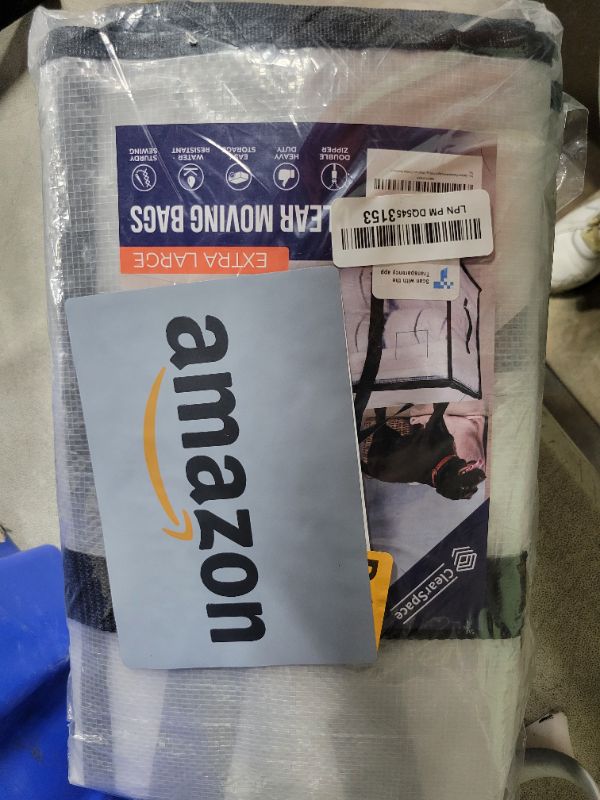 amazon
EXTRA LARGE
LEAR MOVING BAGS
DOUBLE
ZIPPER
HEAVY
DUTY
EASY
STORAGE
WATER -
RESISTANT
STURDY
SEWING
LPN PM DQ5453153
Scan with the
Transparency app
ClearSpace